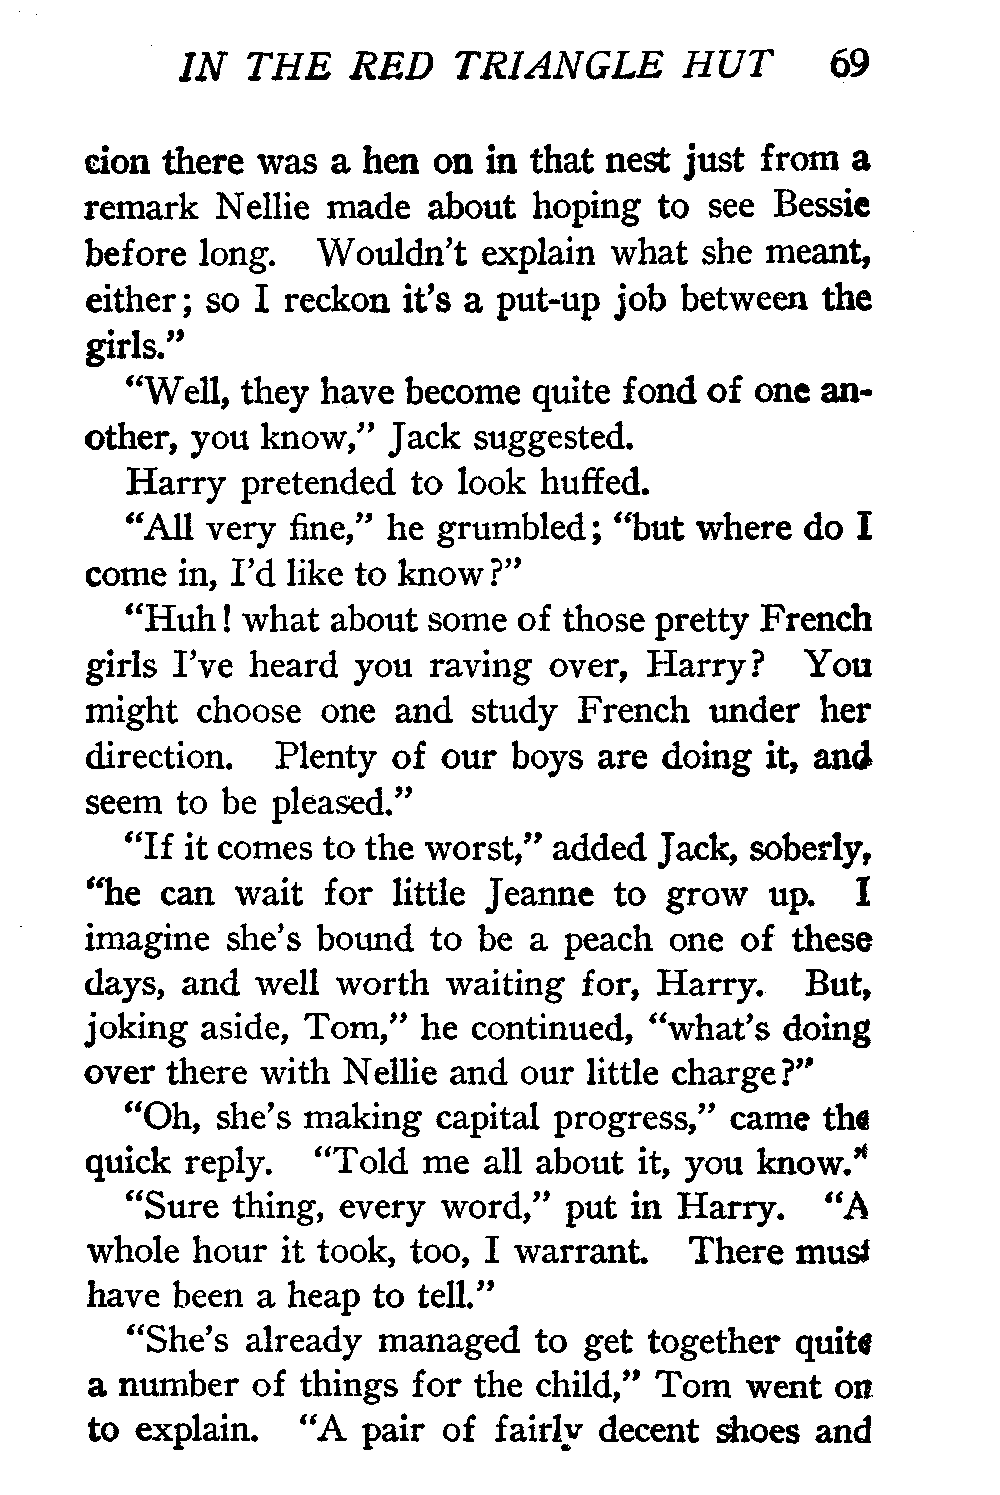 IN THE RED TRIANGLE HUT 69
cion there was a hen on in that nest just from a
remark Nellie made about hoping to see Bessie
before long. Wouldn't explain what she meant,
either; so I reckon it's a put-up job between the
girls."
"Well, they have become quite fond of one an-
other, you know," Jack suggested.
Harry pretended to look huffed.
"All very fine," he grumbled; "but where do I
come in, I'd like to know?"
"Huh! what about some of those pretty French
girls I've heard you raving over, Harry? You
might choose one and study French under her
direction. Plenty of our boys are doing it, and
seem to be pleased."
"If it comes to the worst," added Jack, soberly,
"he can wait for little Jeanne to grow up. I
imagine she's bound to be a peach one of these
days, and well worth waiting for, Harry. But,
joking aside, Tom," he continued, "what's doing
over there with Nellie and our little charge?"
"Oh, she's making capital progress," came the
quick reply. "Told me all about it, you know."
"Sure thing, every word," put in Harry. "A
whole hour it took, too, I warrant. There must
have been a heap to tell."
"She's already managed to get together quite
a number of things for the child," Tom went on
to explain. "A pair of fairly decent shoes and